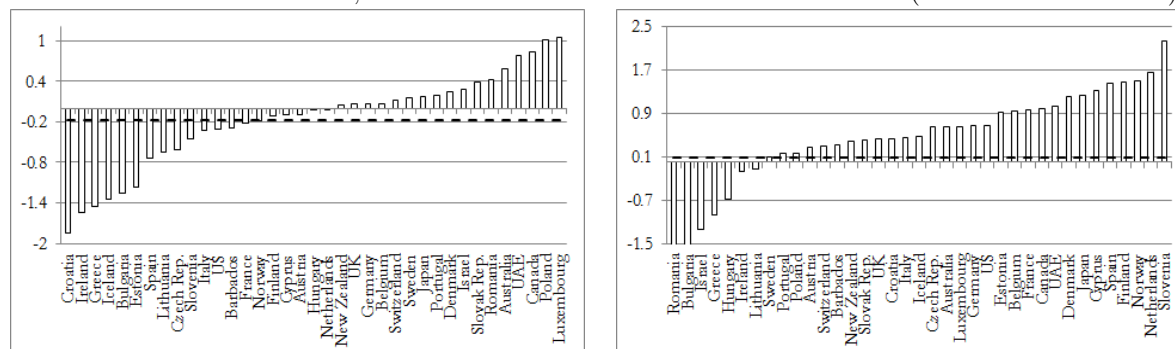 1
0.4
-0.2
-0.8
-1.4
-2
Croatia
Ireland
Greece
Iceland
Bulgaria
Estonia
Spain
Lithuania
Czech Rep.
Slovenia
Italy
US
Barbados
France
Norway
Finland
Cyprus
Austria
Hungary
Netherlands
New Zealand
UK
Germany
Belgium
Switzerland
Sweden
Japan
Portugal
Denmark
Israel
Slovak Rep.
Romania
Australia
UAE
Canada
Poland
Luxembourg
2.5
1.7
0.9
0.1
-0.7
-1.5
Romania
Bulgaria
Israel
Greece
Hungary
Ireland
Lithuania
Sweden
Portugal
Poland
Austria
Switzerland
Barbados
New Zealand
Slovak Rep.
UK
Croatia
Italy
Iceland
Czech Rep.
Australia
Luxembourg
Germany
US
Estonia
Belgium
France
Canada
UAE
Denmark
Japan
Cyprus
Spain
Finland
Norway
Netherlands
Slovenia